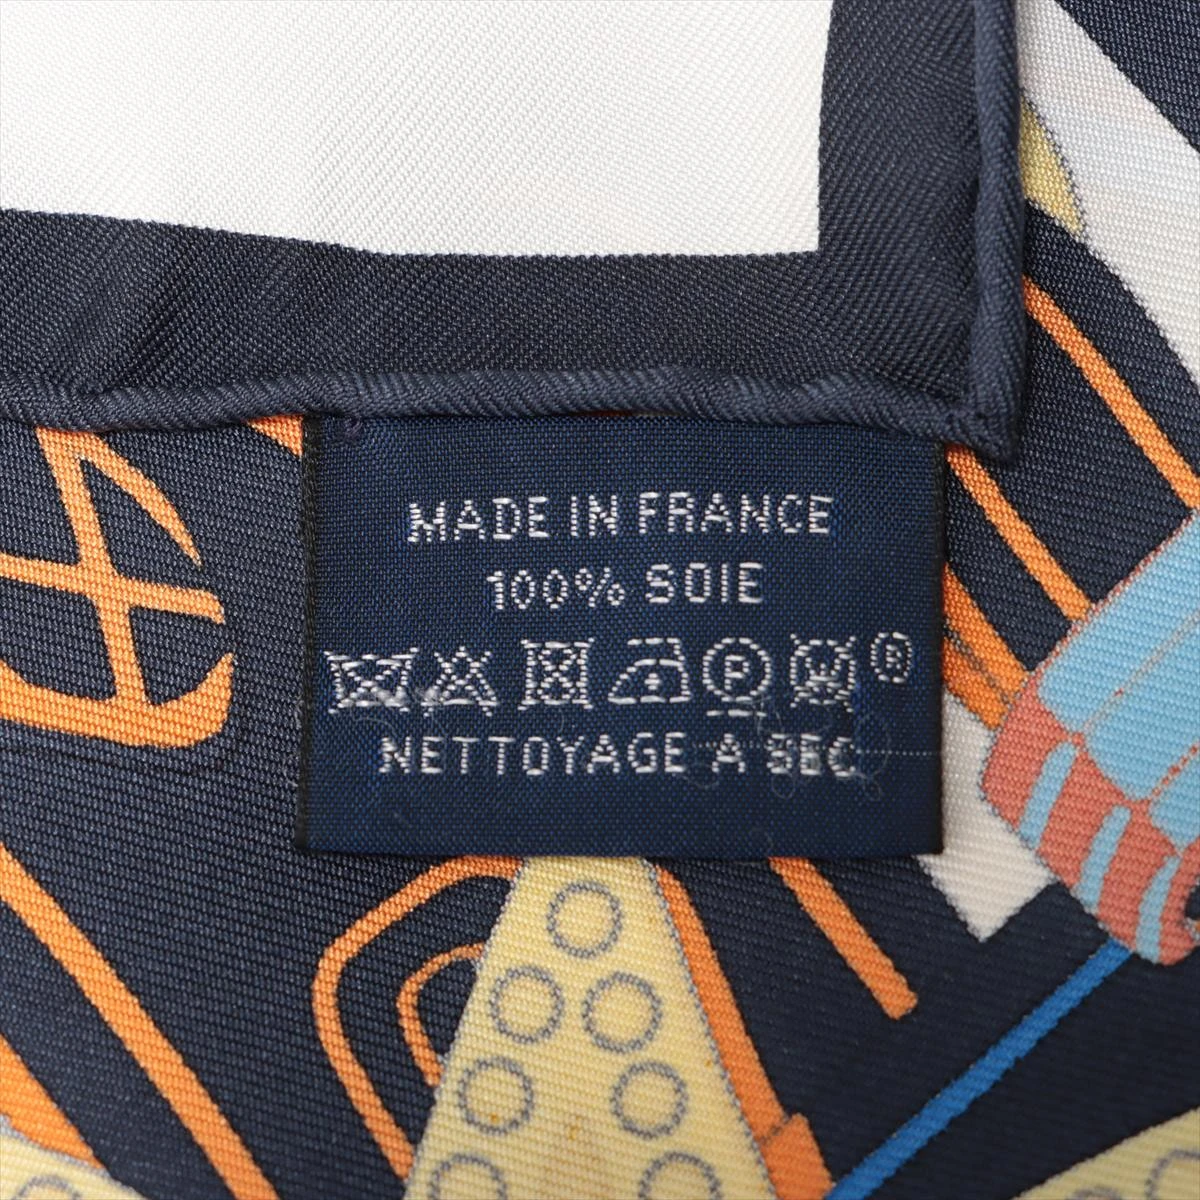 MADE IN FRANCE
100% SOIE
P W ®
NETTOYAGE A SEC